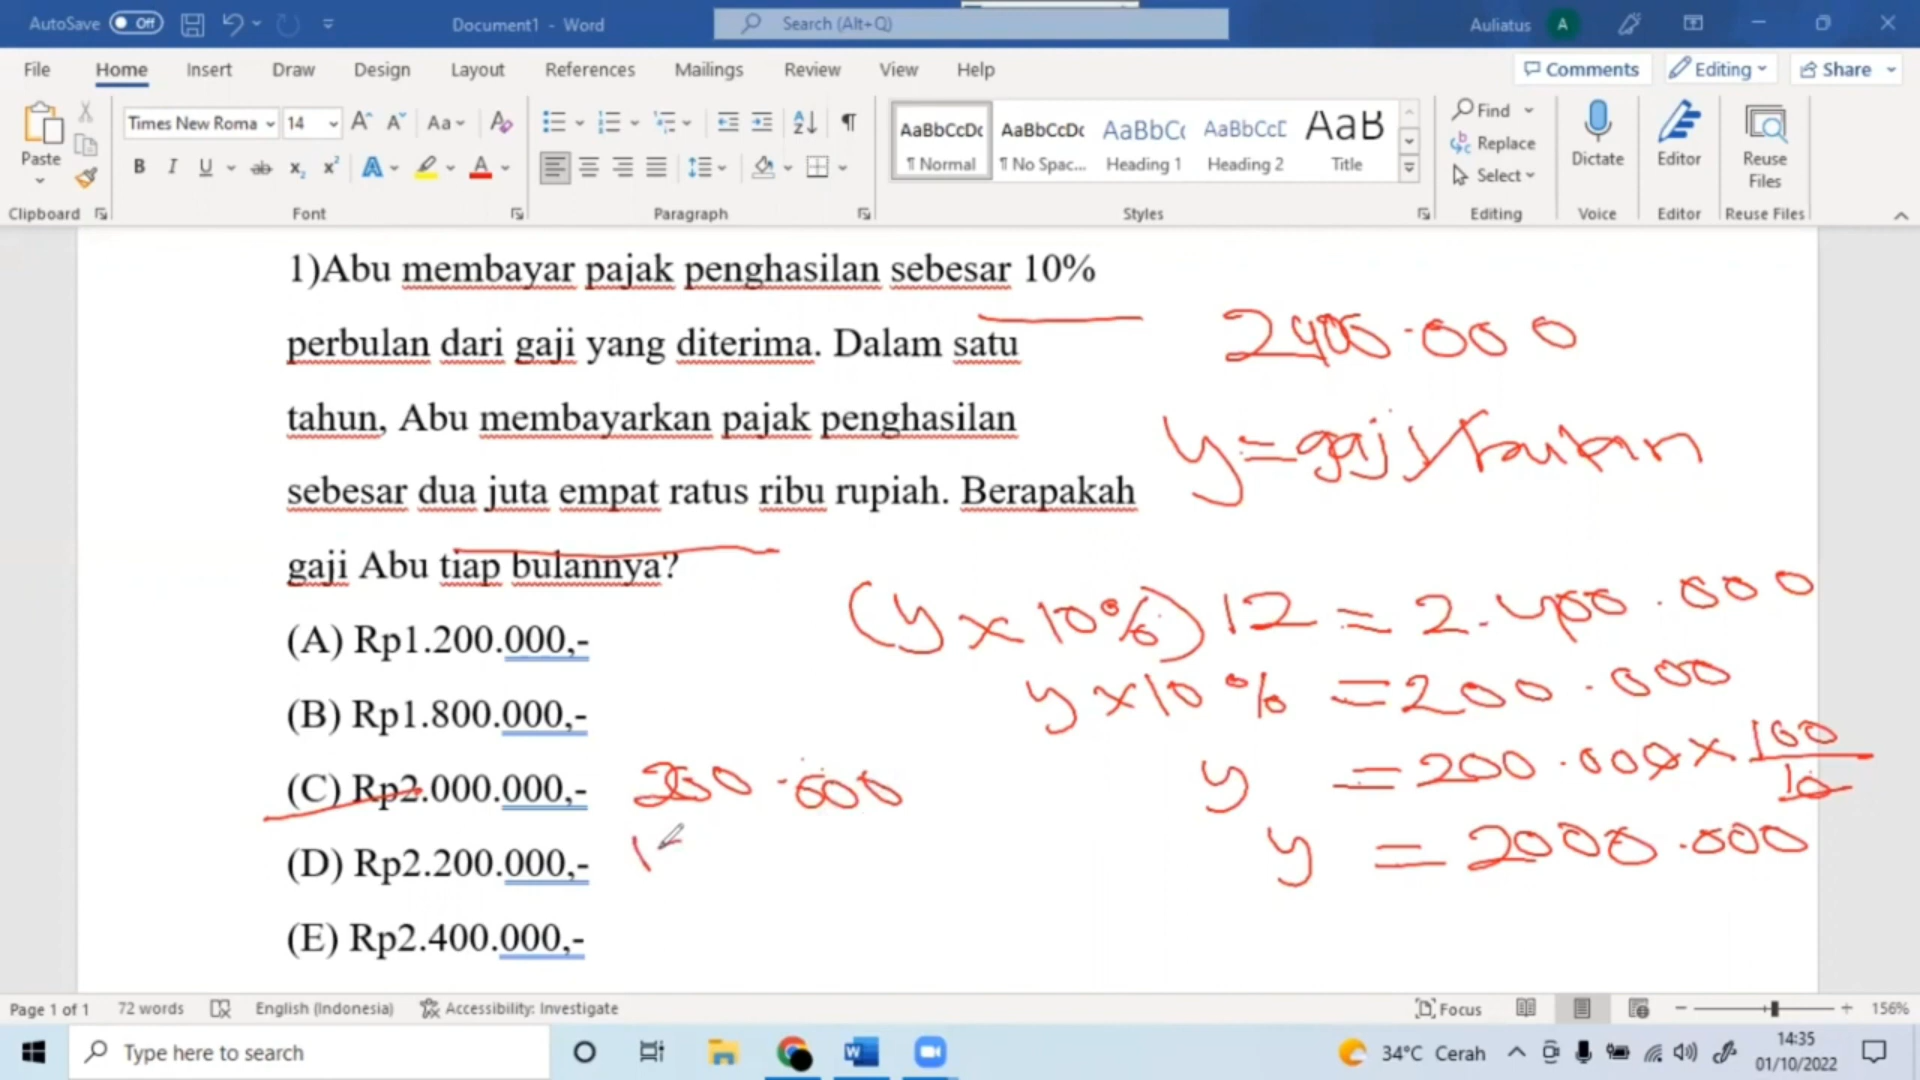 AutoSave Off Document1 - Word Search (Alt+Q) Auliatus A
File Home Insert Draw Design Layout References Mailings Review View Help Comments Editing Share
Paste Times New Roma 14 A A Aa A
B I U ab x₂ x² A A
AaBbCcDc AaBbCcDc AaBbC( AaBbCcD AaB
¶ Normal ¶ No Spac... Heading 1 Heading 2 Title
Find Replace Select Dictate Editor Reuse Files
Clipboard Font Paragraph Styles Editing Voice Editor Reuse Files
1)Abu membayar pajak penghasilan sebesar 10%
perbulan dari gaji yang diterima. Dalam satu
tahun, Abu membayarkan pajak penghasilan
sebesar dua juta empat ratus ribu rupiah. Berapakah
gaji Abu tiap bulannya?
(A) Rp1.200.000,-
(B) Rp1.800.000,-
(C) Rp2.000.000,-
(D) Rp2.200.000,-
(E) Rp2.400.000,-
2400.000
y = gaji/bulan
(y x 10%) 12 = 2.400.000
y x 10% = 200.000
y = 200.000 x 100/10
y = 2000.000
200.000
Page 1 of 1 72 words English (Indonesia) Accessibility: Investigate Focus 156%
Type here to search 34°C Cerah 14:35
01/10/2022